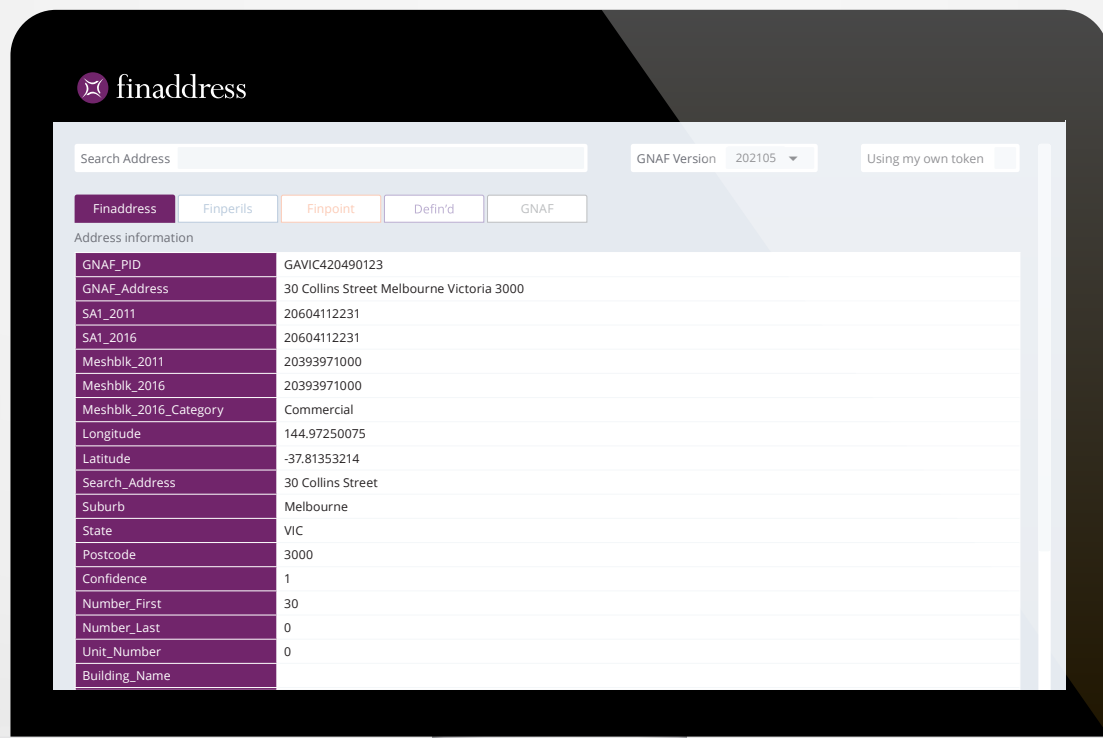 finaddress
Search Address GNAF Version 202105 Using my own token
Finaddress Finperils Finpoint Defin'd GNAF
Address information
GNAF_PID GAVIC420490123
GNAF_Address 30 Collins Street Melbourne Victoria 3000
SA1_2011 20604112231
SA1_2016 20604112231
Meshblk_2011 20393971000
Meshblk_2016 20393971000
Meshblk_2016_Category Commercial
Longitude 144.97250075
Latitude -37.81353214
Search_Address 30 Collins Street
Suburb Melbourne
State VIC
Postcode 3000
Confidence 1
Number_First 30
Number_Last 0
Unit_Number 0
Building_Name